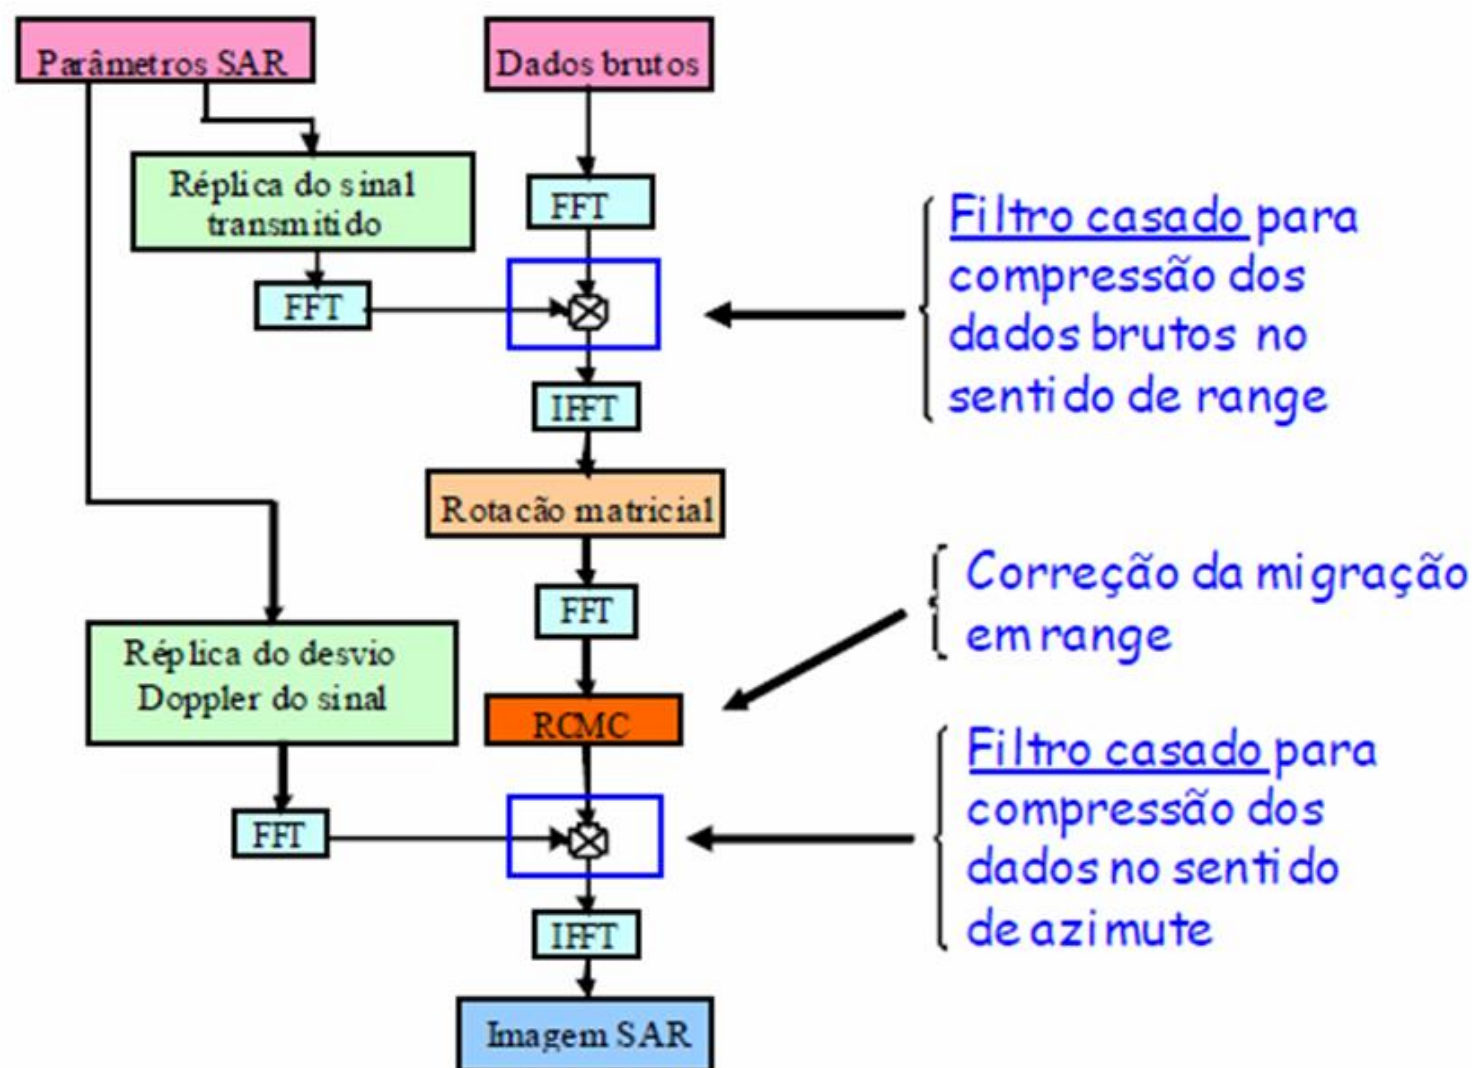 Parâmetros SAR
Dados brutos
Réplica do sinal
transmitido
FFT
FFT
Filtro casado para
compressão dos
dados brutos no
sentido de range
IFFT
Rotacão matricial
FFT
Correção da migração
em range
Réplica do desvio
Doppler do sinal
RCMC
FFT
Filtro casado para
compressão dos
dados no sentido
de azimute
IFFT
Imagem SAR